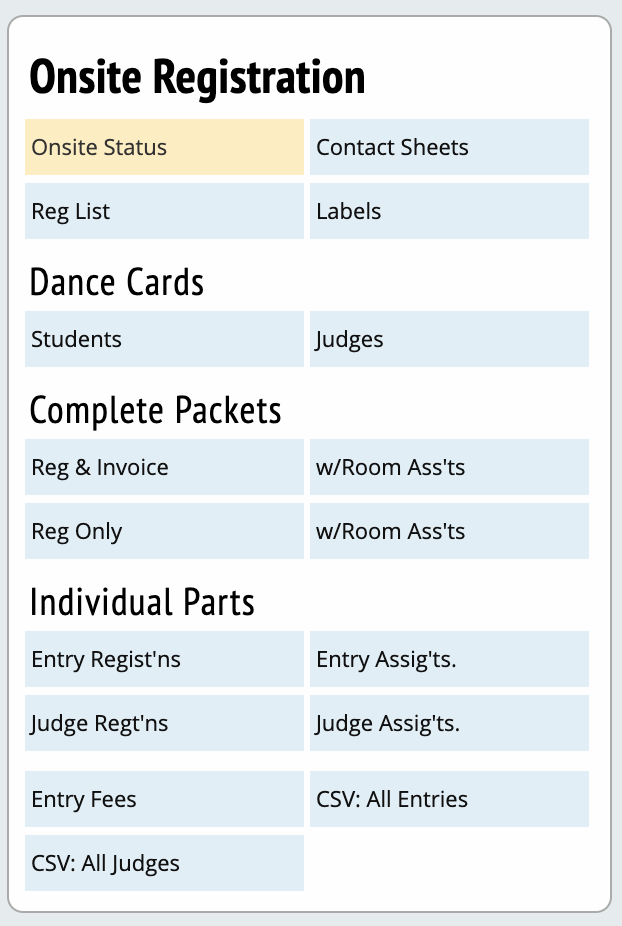 Onsite Registration
Onsite Status
Contact Sheets
Reg List
Labels
Dance Cards
Students
Judges
Complete Packets
Reg & Invoice
w/Room Ass'ts
Reg Only
w/Room Ass'ts
Individual Parts
Entry Regist'ns
Entry Assig'ts.
Judge Regt'ns
Judge Assig'ts.
Entry Fees
CSV: All Entries
CSV: All Judges